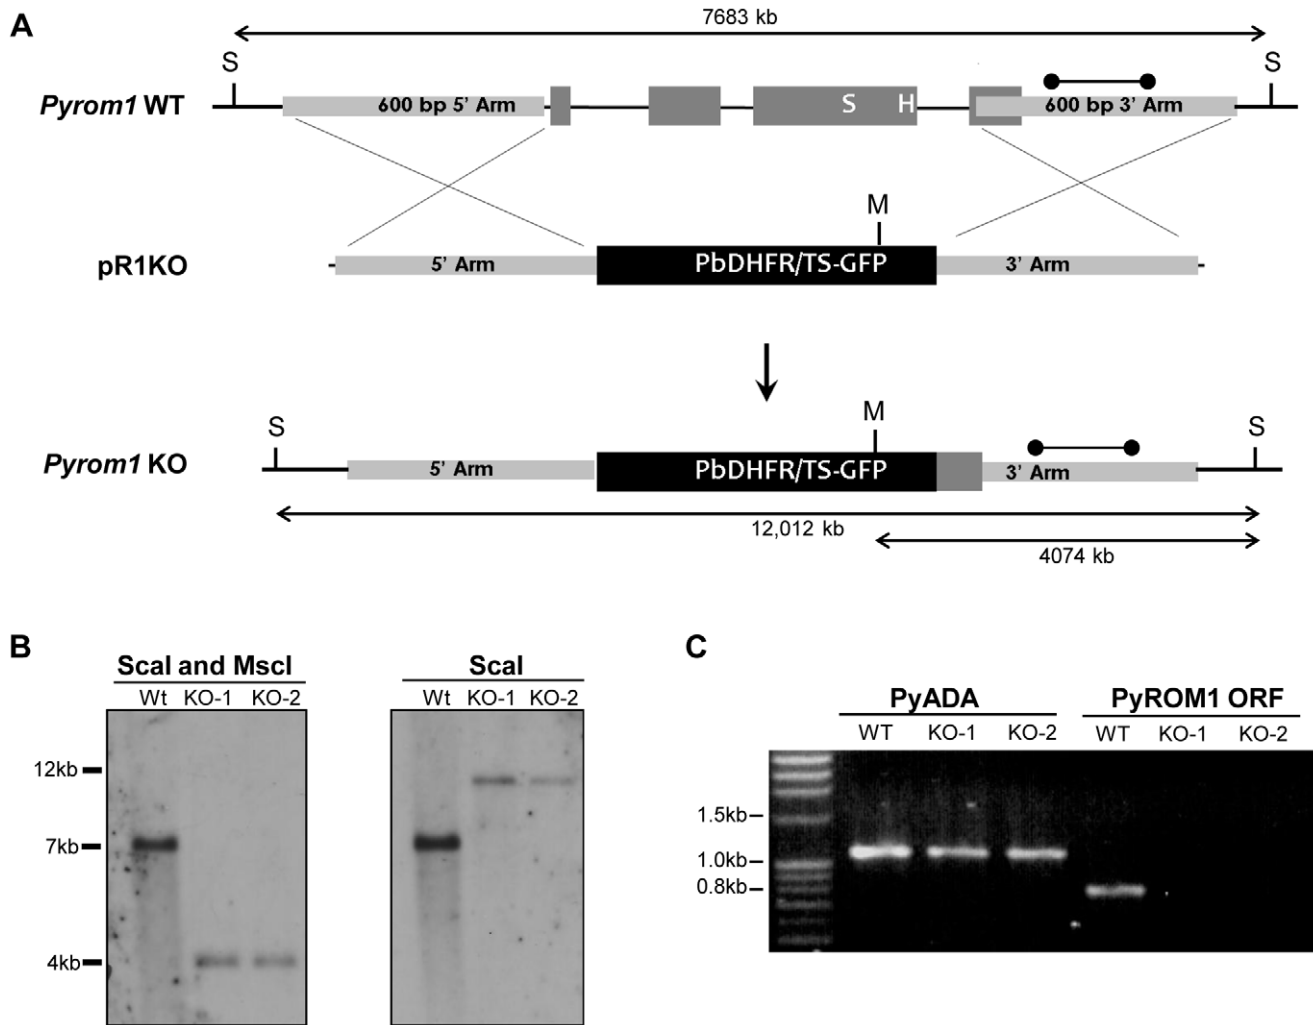 A
7683 kb
S
S
Pyrom1 WT
600 bp 5' Arm
S
H
600 bp 3' Arm
M
pR1KO
5' Arm
PbDHFR/TS-GFP
3' Arm
M
S
S
Pyrom1 KO
5' Arm
PbDHFR/TS-GFP
3' Arm
12,012 kb
4074 kb
B
ScaI and MscI
ScaI
Wt KO-1 KO-2
Wt KO-1 KO-2
12kb
7kb
4kb
C
PyADA
PyROM1 ORF
WT KO-1 KO-2
WT KO-1 KO-2
1.5kb
1.0kb
0.8kb